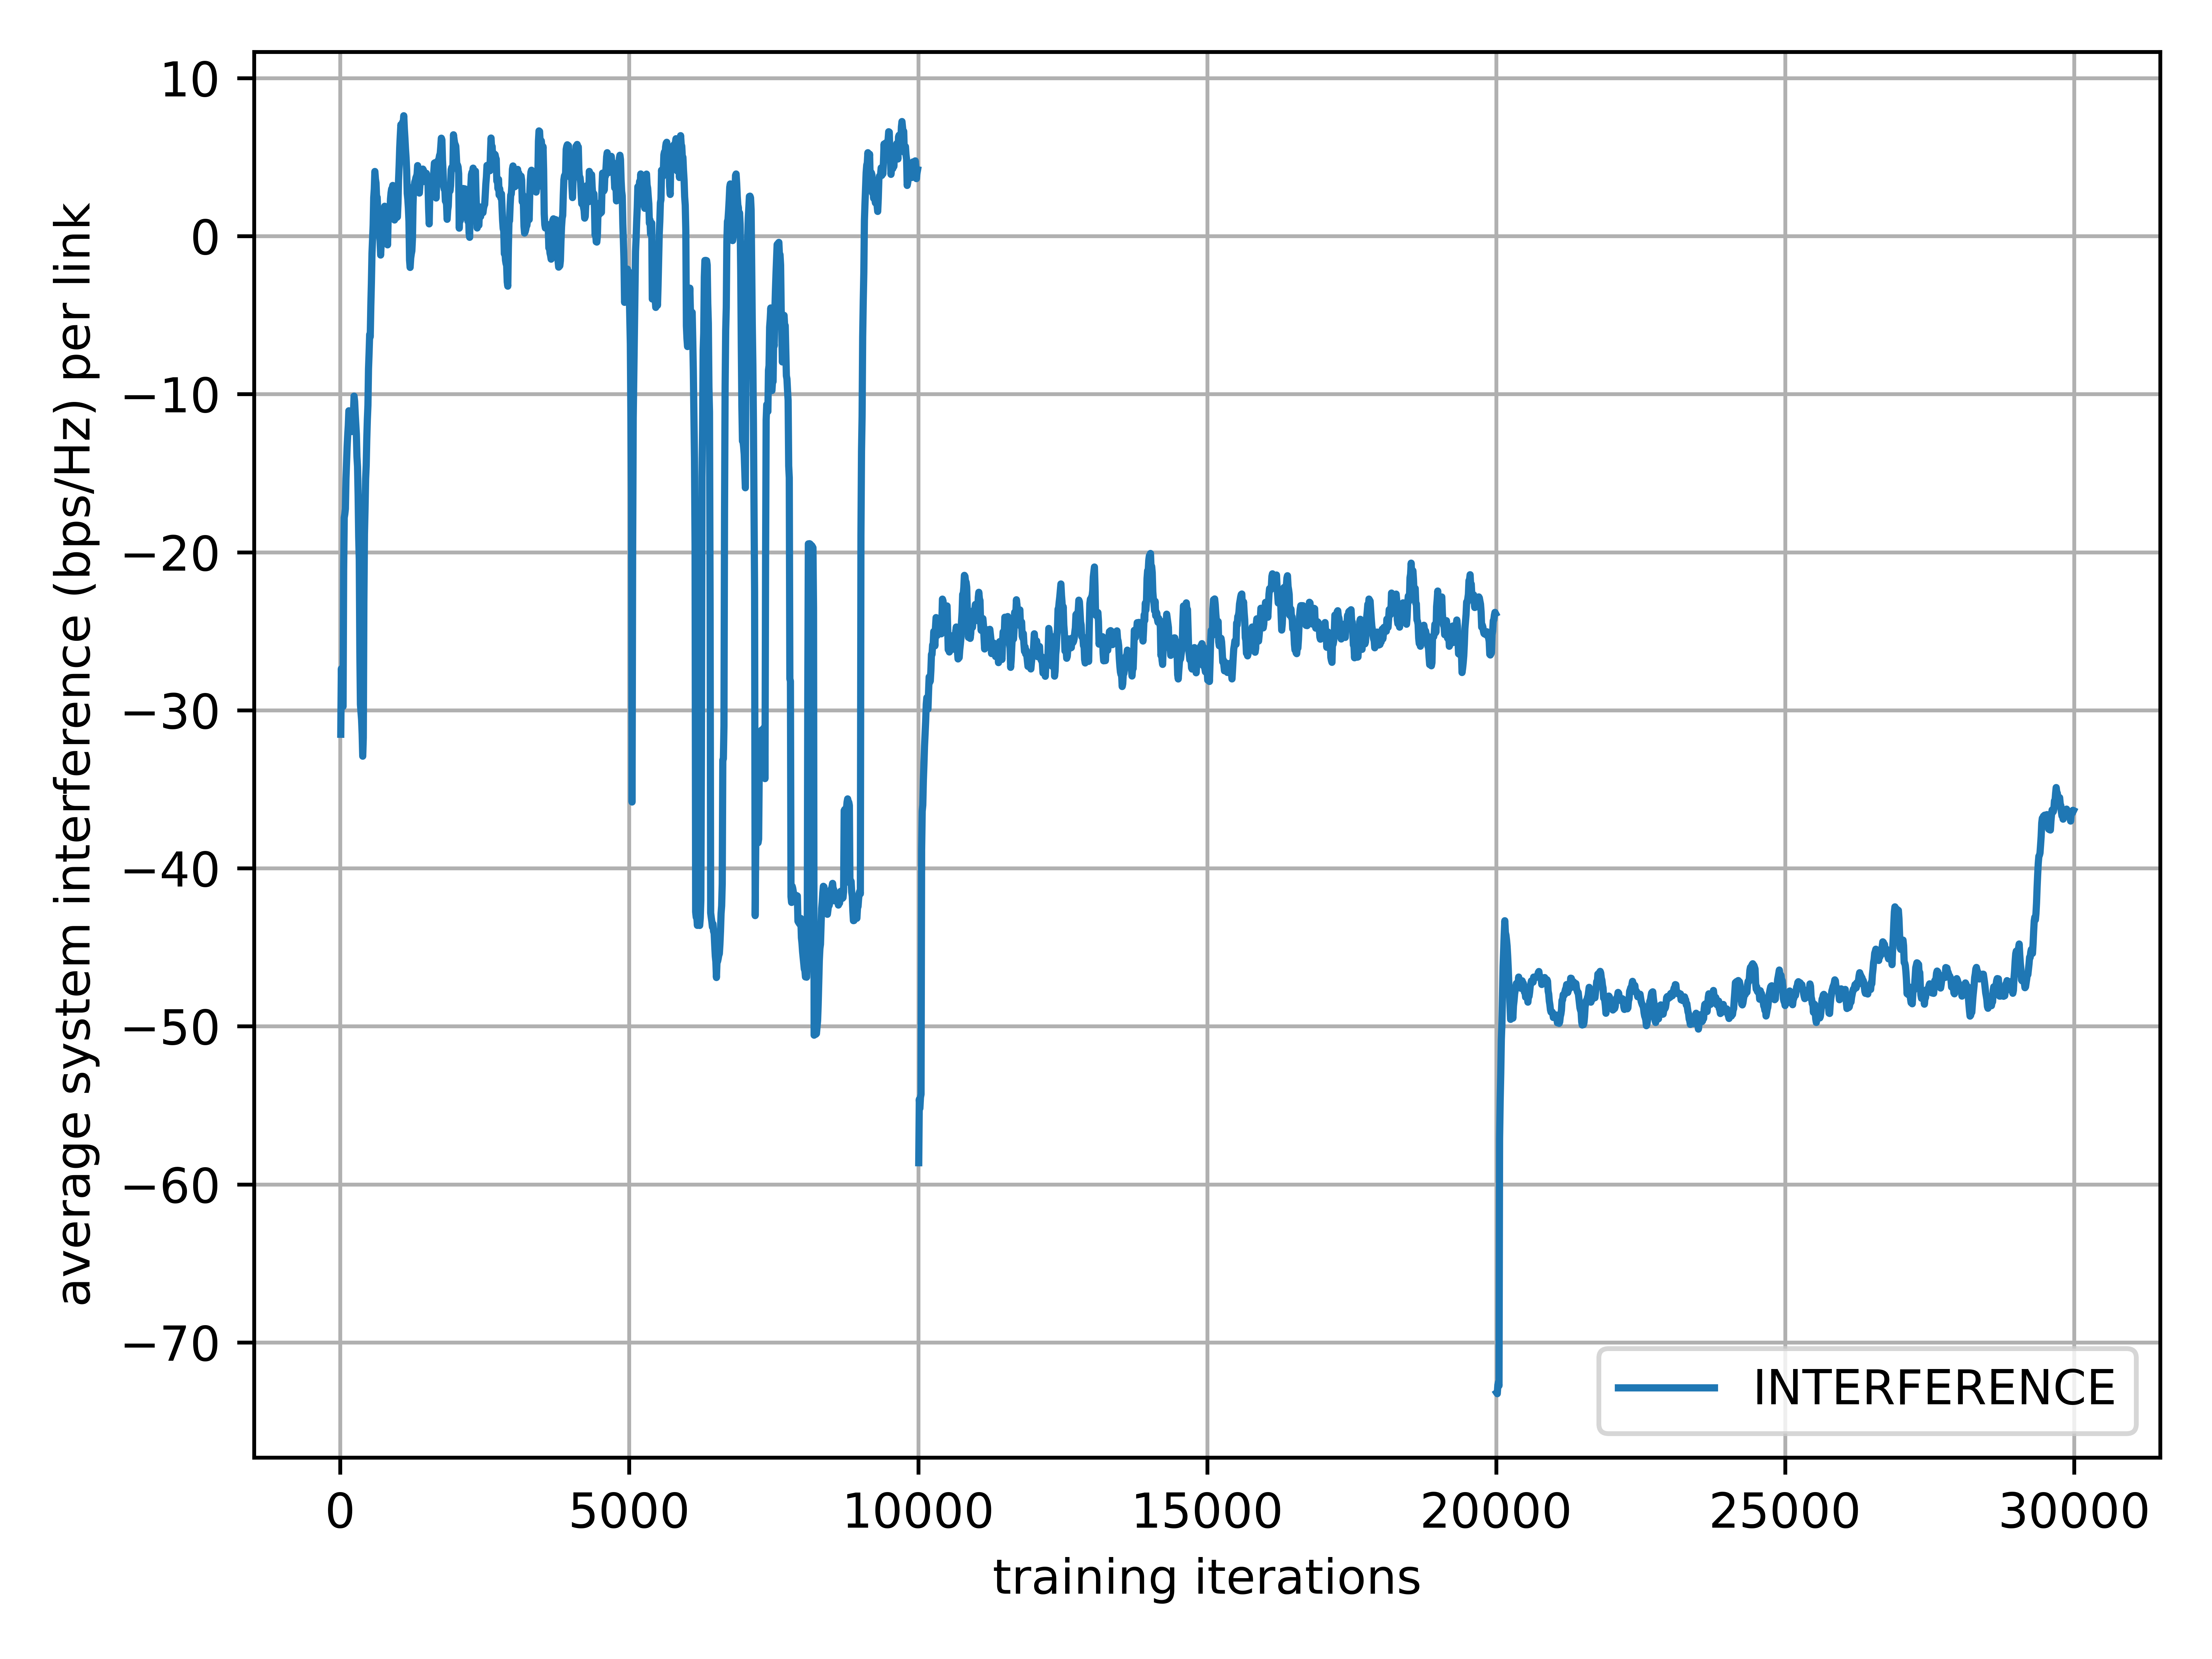 average system interference (bps/Hz) per link
10
0
−10
−20
−30
−40
−50
−60
−70
0 5000 10000 15000 20000 25000 30000
training iterations
INTERFERENCE